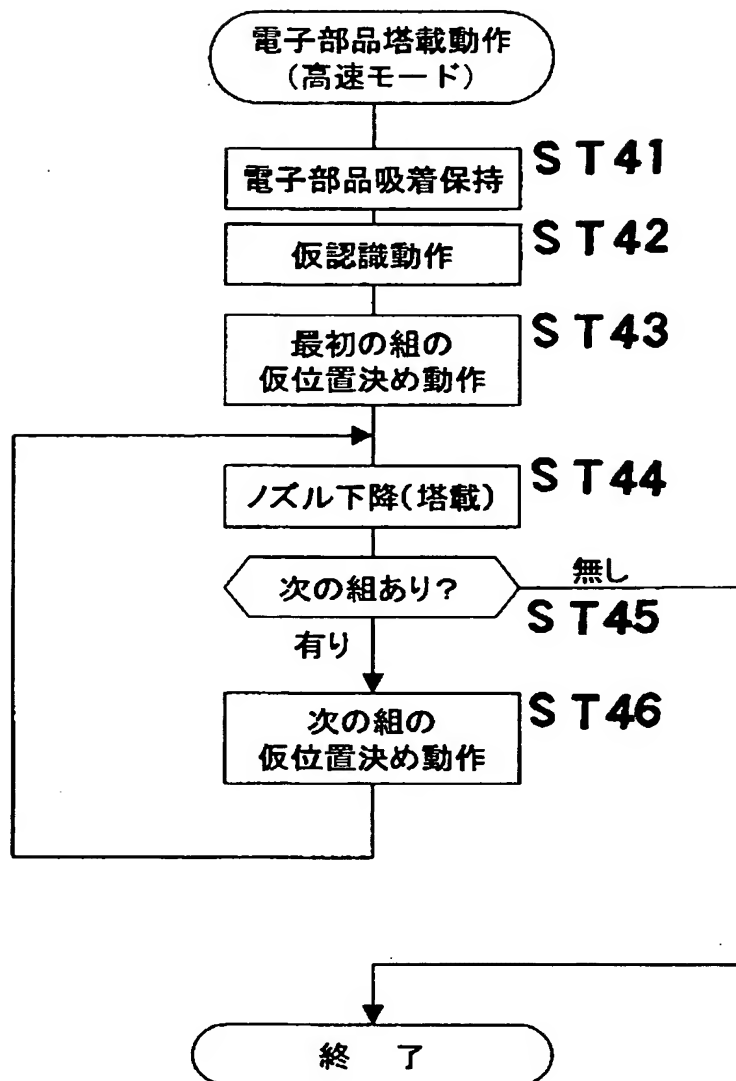 電子部品塔載動作
(高速モード)
電子部品吸着保持
ST41
仮認識動作
ST42
最初の組の
仮位置決め動作
ST43
ノズル下降(塔載)
ST44
次の組あり?
無し
ST45
有り
次の組の
仮位置決め動作
ST46
終 了